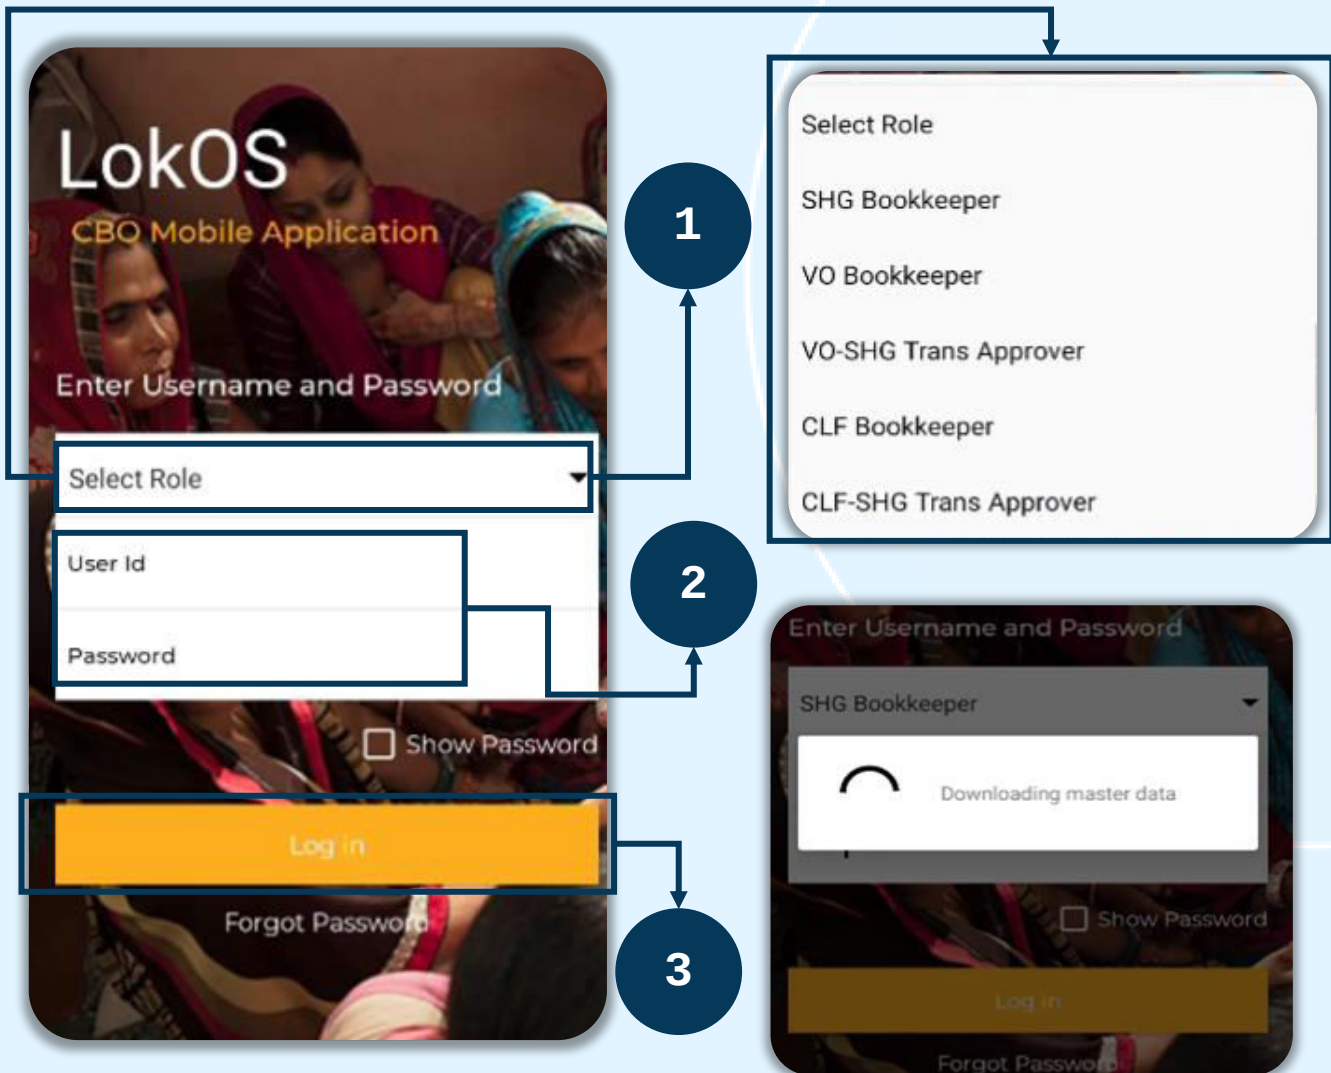 LokOS
CBO Mobile Application
Enter Username and Password
Select Role
User Id
Password
Show Password
Log in
Forgot Password
1
2
3
Select Role
SHG Bookkeeper
VO Bookkeeper
VO-SHG Trans Approver
CLF Bookkeeper
CLF-SHG Trans Approver
Enter Username and Password
SHG Bookkeeper
Downloading master data
Show Password
Log in
Forgot Password